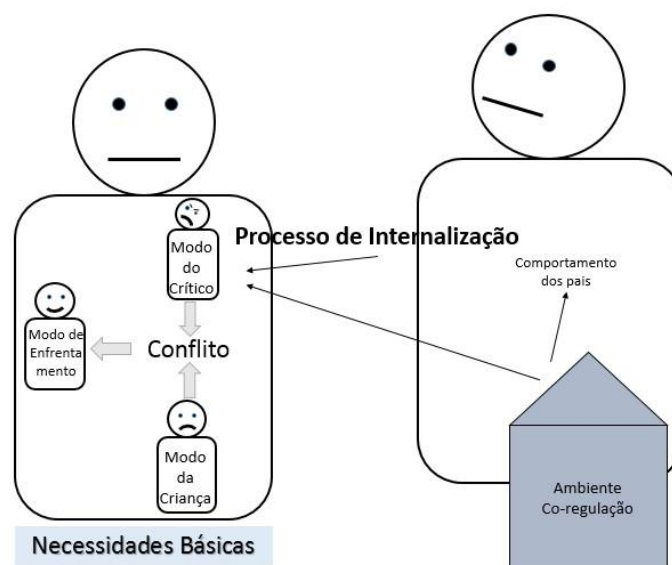 Modo
do
Crítico
Processo de Internalização
Comportamento
dos pais
Modo de
Enfrenta
mento
Conflito
Modo
da
Criança
Ambiente
Co-regulação
Necessidades Básicas